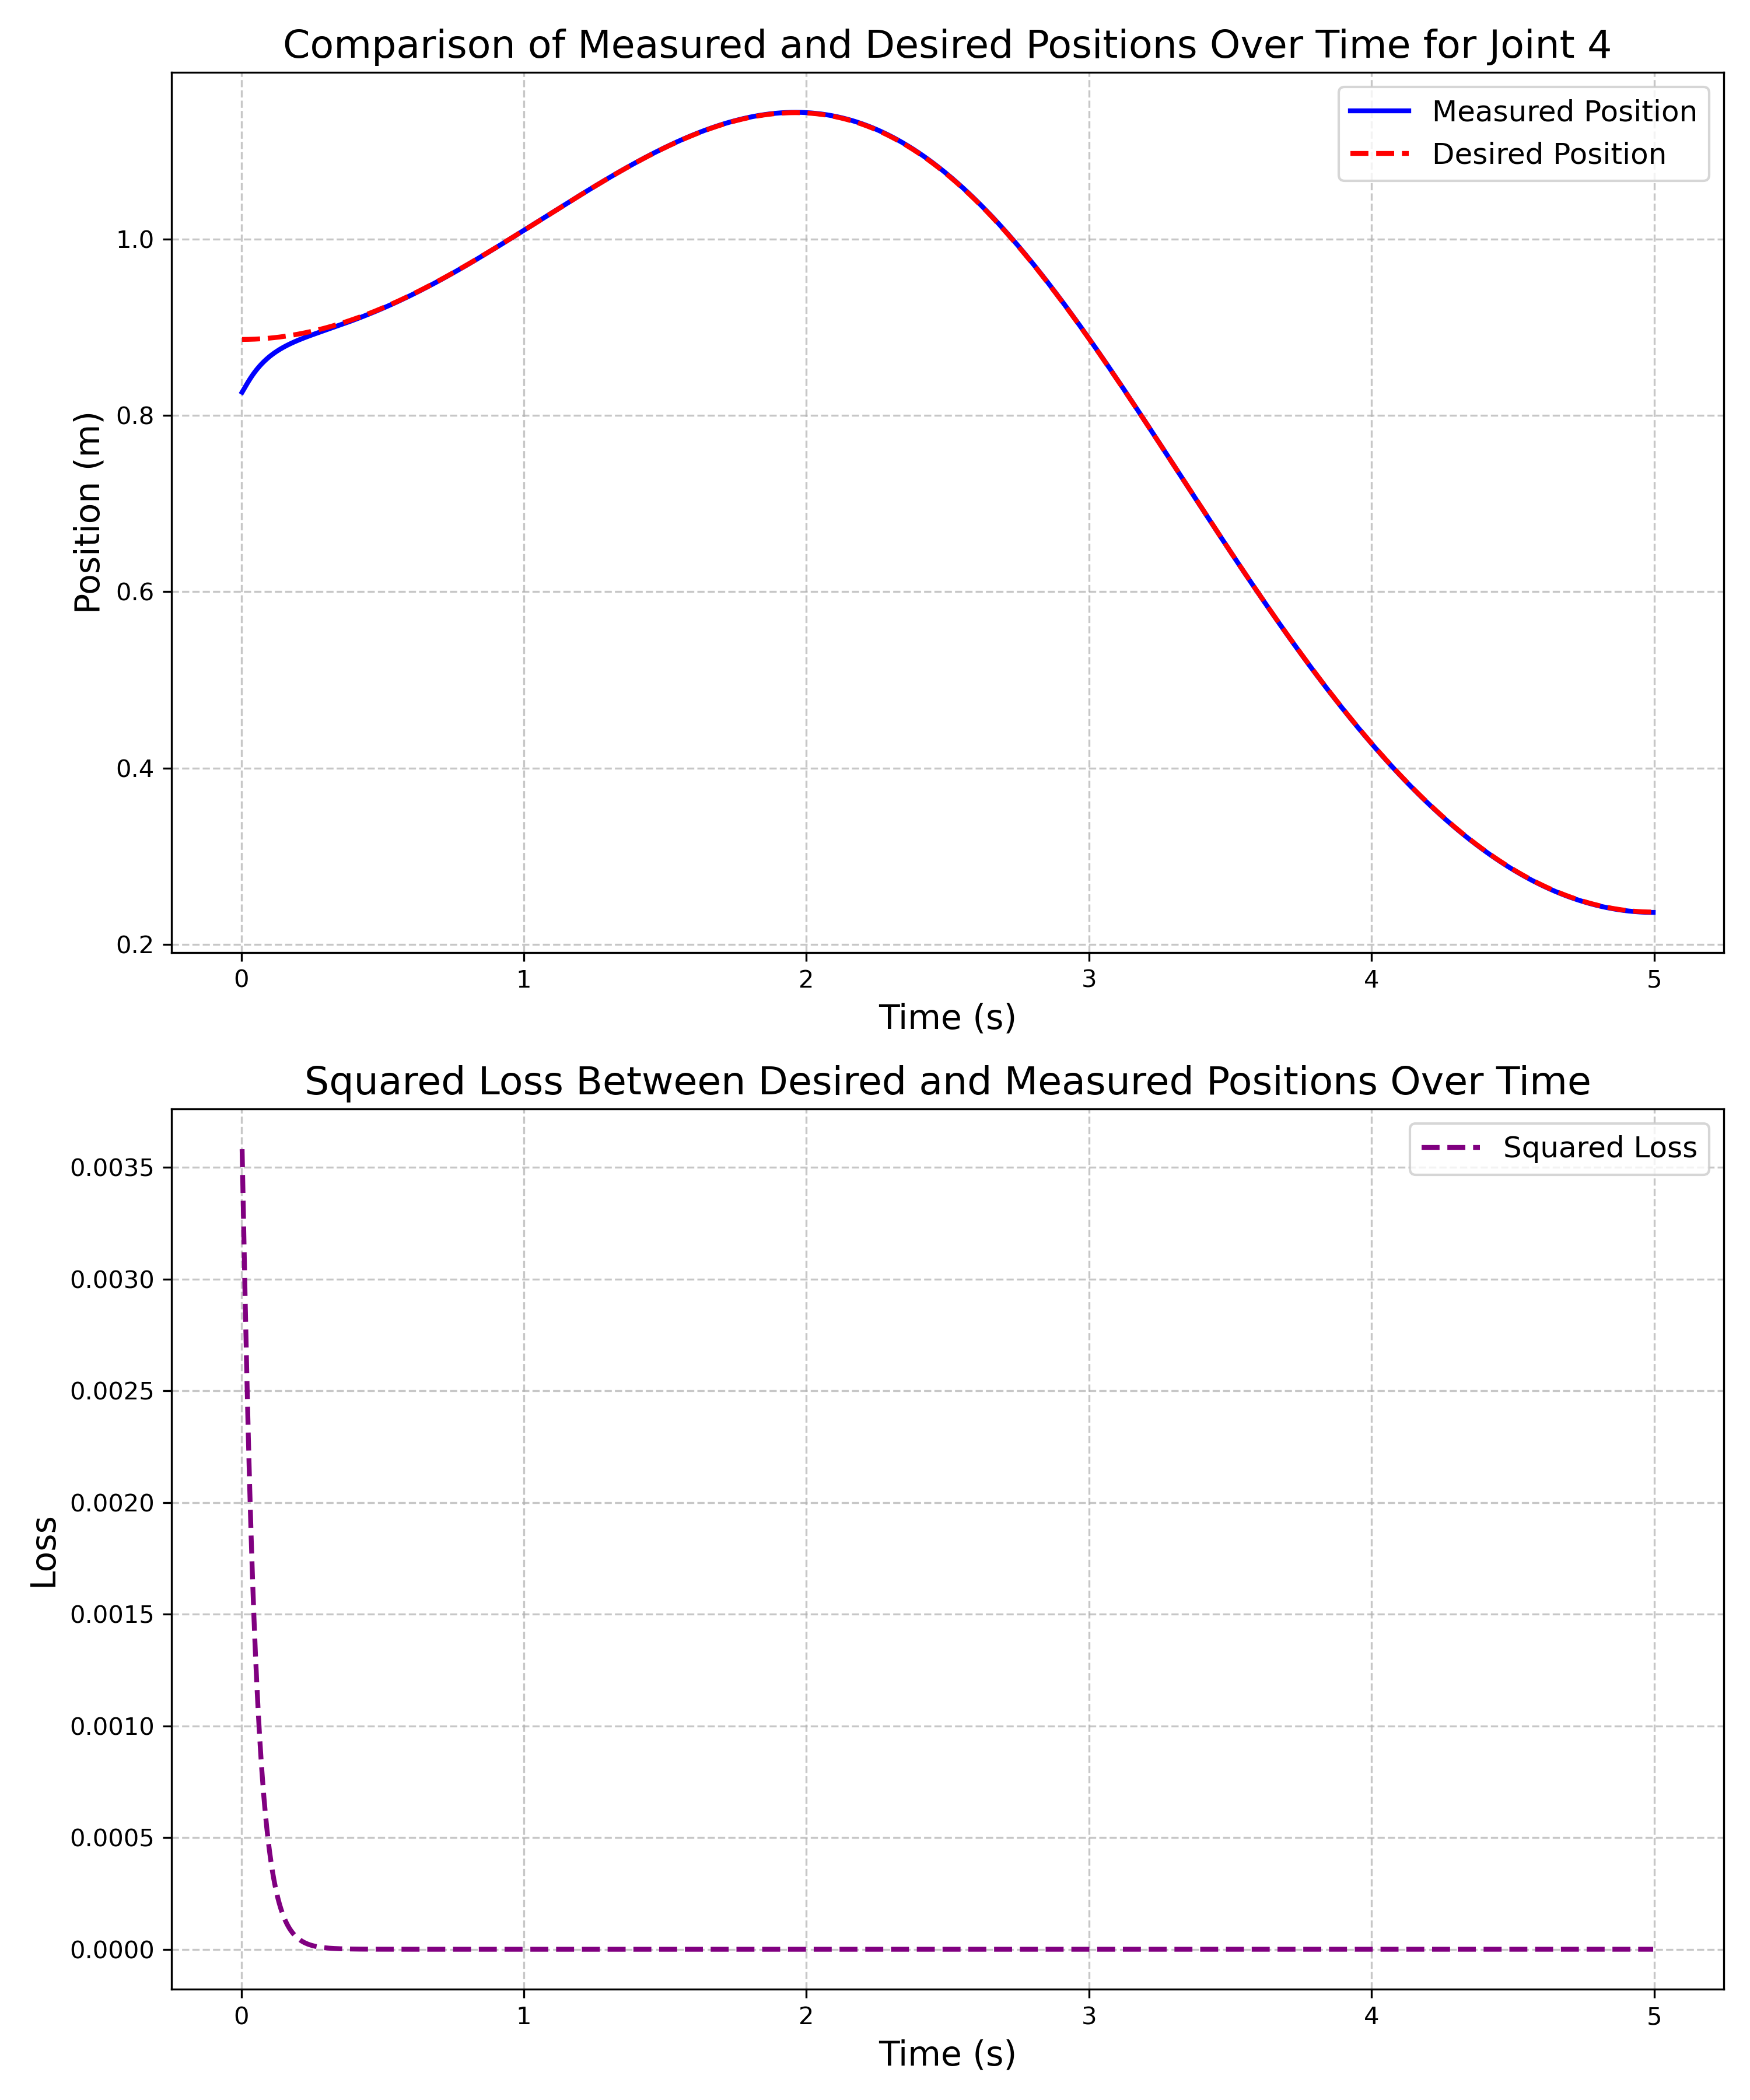 Comparison of Measured and Desired Positions Over Time for Joint 4
Measured Position
Desired Position
Position (m)
1.0
0.8
0.6
0.4
0.2
0 1 2 3 4 5
Time (s)
Squared Loss Between Desired and Measured Positions Over Time
Squared Loss
Loss
0.0035
0.0030
0.0025
0.0020
0.0015
0.0010
0.0005
0.0000
0 1 2 3 4 5
Time (s)